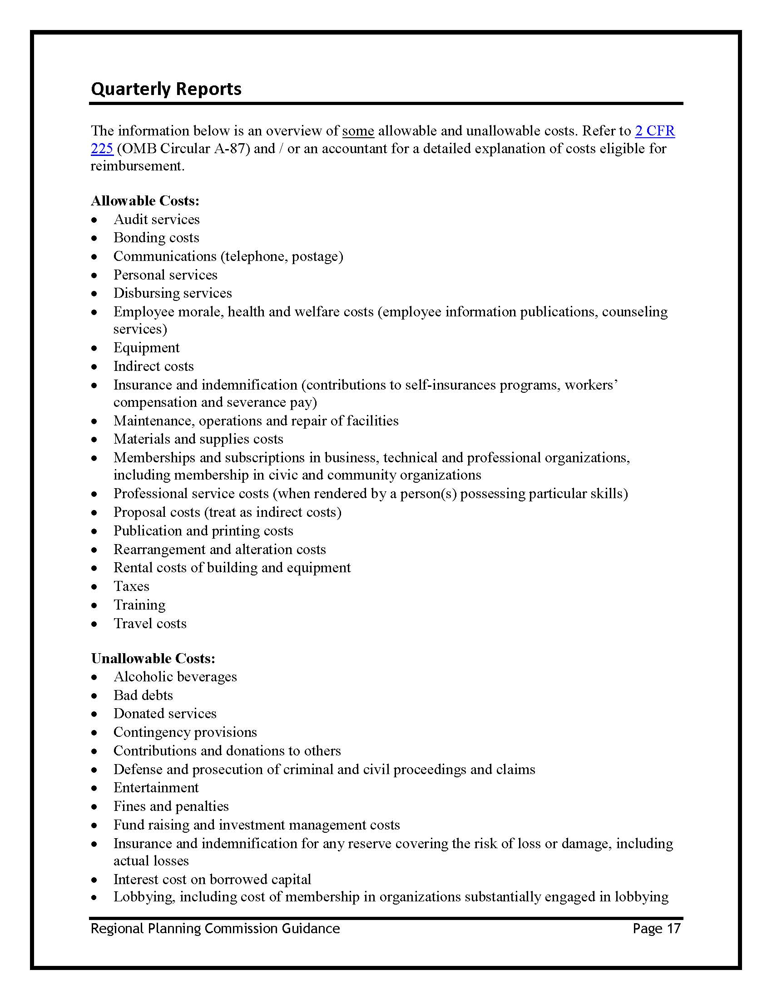 Quarterly Reports
The information below is an overview of some allowable and unallowable costs. Refer to 2 CFR
225 (OMB Circular A-87) and / or an accountant for a detailed explanation of costs eligible for
reimbursement.
Allowable Costs:
• Audit services
• Bonding costs
• Communications (telephone, postage)
• Personal services
• Disbursing services
• Employee morale, health and welfare costs (employee information publications, counseling
services)
• Equipment
• Indirect costs
• Insurance and indemnification (contributions to self-insurances programs, workers’
compensation and severance pay)
• Maintenance, operations and repair of facilities
• Materials and supplies costs
• Memberships and subscriptions in business, technical and professional organizations,
including membership in civic and community organizations
• Professional service costs (when rendered by a person(s) possessing particular skills)
• Proposal costs (treat as indirect costs)
• Publication and printing costs
• Rearrangement and alteration costs
• Rental costs of building and equipment
• Taxes
• Training
• Travel costs
Unallowable Costs:
• Alcoholic beverages
• Bad debts
• Donated services
• Contingency provisions
• Contributions and donations to others
• Defense and prosecution of criminal and civil proceedings and claims
• Entertainment
• Fines and penalties
• Fund raising and investment management costs
• Insurance and indemnification for any reserve covering the risk of loss or damage, including
actual losses
• Interest cost on borrowed capital
• Lobbying, including cost of membership in organizations substantially engaged in lobbying
Regional Planning Commission Guidance Page 17